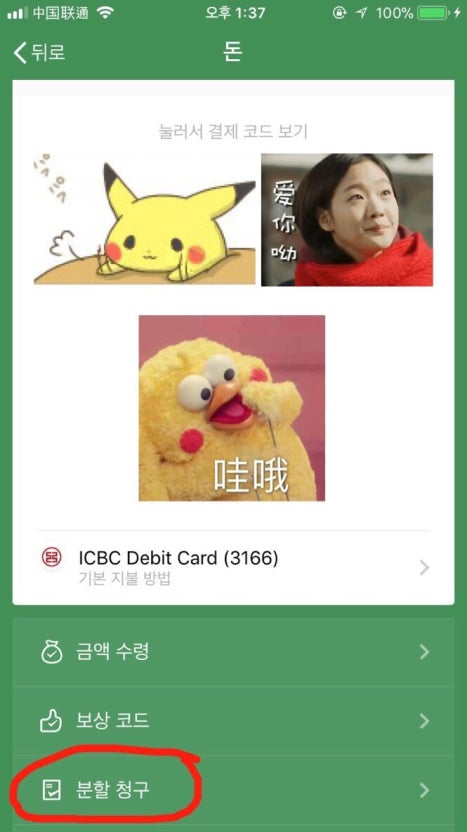 中国联通 오후 1:37 100%
뒤로 돈
눌러서 결제 코드 보기
爱你呦
哇哦
ICBC Debit Card (3166)
기본 지불 방법
금액 수령
보상 코드
분할 청구